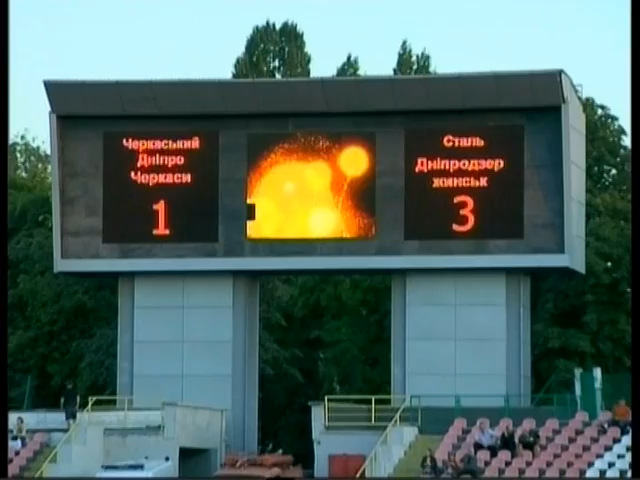 Черкаський
Дніпро
Черкаси
1
Сталь
Дніпродзер
жинськ
3